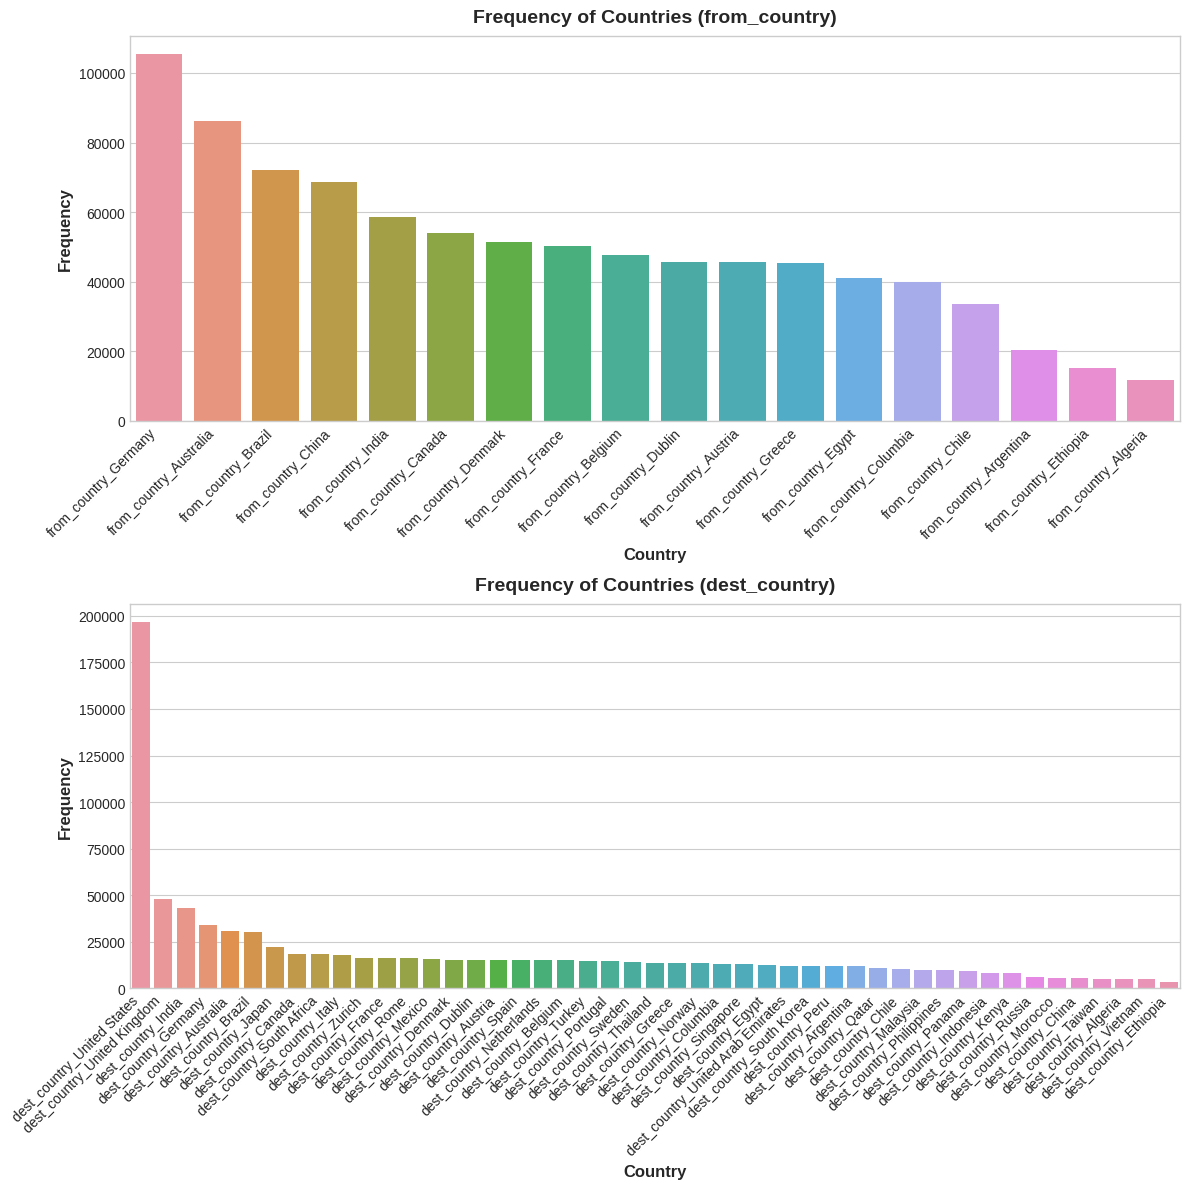 Frequency of Countries (from_country)
100000
80000
60000
40000
20000
0
Frequency
from_country_Germany
from_country_Australia
from_country_Brazil
from_country_China
from_country_India
from_country_Canada
from_country_Denmark
from_country_France
from_country_Belgium
from_country_Dublin
from_country_Austria
from_country_Greece
from_country_Egypt
from_country_Columbia
from_country_Chile
from_country_Argentina
from_country_Ethiopia
from_country_Algeria
Country
Frequency of Countries (dest_country)
200000
175000
150000
125000
100000
75000
50000
25000
0
Frequency
dest_country_United States
dest_country_United Kingdom
dest_country_India
dest_country_Germany
dest_country_Australia
dest_country_Brazil
dest_country_Japan
dest_country_Canada
dest_country_South Africa
dest_country_Italy
dest_country_Zurich
dest_country_France
dest_country_Rome
dest_country_Mexico
dest_country_Denmark
dest_country_Dublin
dest_country_Austria
dest_country_Spain
dest_country_Netherlands
dest_country_Belgium
dest_country_Turkey
dest_country_Portugal
dest_country_Sweden
dest_country_Thailand
dest_country_Greece
dest_country_Norway
dest_country_Columbia
dest_country_Singapore
dest_country_Egypt
dest_country_United Arab Emirates
dest_country_South Korea
dest_country_Peru
dest_country_Argentina
dest_country_Qatar
dest_country_Chile
dest_country_Malaysia
dest_country_Philippines
dest_country_Panama
dest_country_Indonesia
dest_country_Kenya
dest_country_Russia
dest_country_Morocco
dest_country_China
dest_country_Taiwan
dest_country_Algeria
dest_country_Vietnam
dest_country_Ethiopia
Country